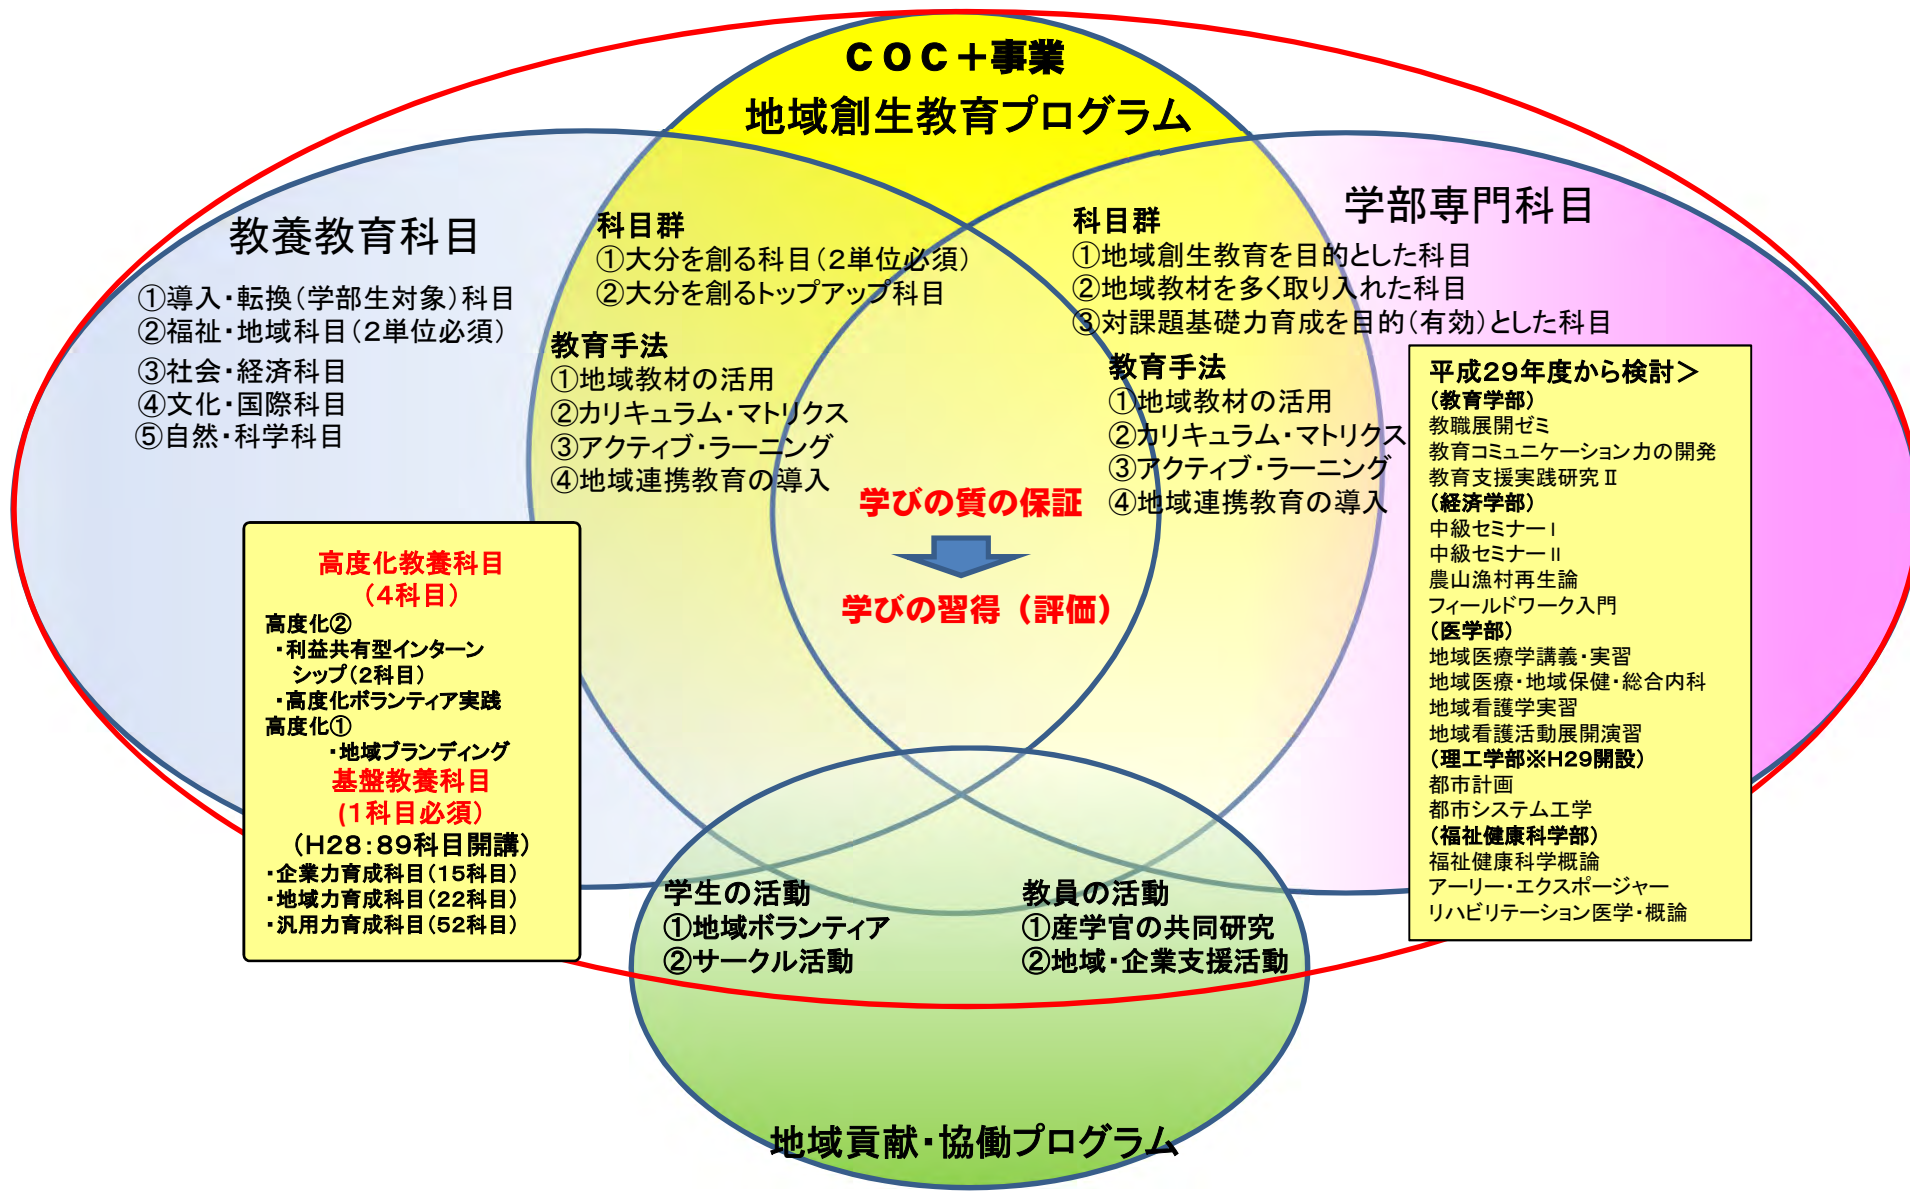 ＣＯＣ＋事業
地域創生教育プログラム
教養教育科目
①導入・転換（学部生対象）科目
②福祉・地域科目（２単位必須）
③社会・経済科目
④文化・国際科目
⑤自然・科学科目
科目群
①大分を創る科目（２単位必須）
②大分を創るトップアップ科目
教育手法
①地域教材の活用
②カリキュラム・マトリクス
③アクティブ・ラーニング
④地域連携教育の導入
学部専門科目
科目群
①地域創生教育を目的とした科目
②地域教材を多く取り入れた科目
③対課題基礎力育成を目的（有効）とした科目
教育手法
①地域教材の活用
②カリキュラム・マトリクス
③アクティブ・ラーニング
④地域連携教育の導入
学びの質の保証
学びの習得（評価）
高度化教養科目
（４科目）
高度化②
・利益共有型インターン
シップ（２科目）
・高度化ボランティア実践
高度化①
・地域ブランディング
基盤教養科目
(１科目必須）
（Ｈ２８：８９科目開講）
・企業力育成科目（１５科目）
・地域力育成科目（２２科目）
・汎用力育成科目（５２科目）
平成２９年度から検討＞
（教育学部）
教職展開ゼミ
教育コミュニケーション力の開発
教育支援実践研究Ⅱ
（経済学部）
中級セミナーⅠ
中級セミナーⅡ
農山漁村再生論
フィールドワーク入門
（医学部）
地域医療学講義・実習
地域医療・地域保健・総合内科
地域看護学実習
地域看護活動展開演習
（理工学部※Ｈ２９開設）
都市計画
都市システム工学
（福祉健康科学部）
福祉健康科学概論
アーリー・エクスポージャー
リハビリテーション医学・概論
学生の活動
①地域ボランティア
②サークル活動
教員の活動
①産学官の共同研究
②地域・企業支援活動
地域貢献・協働プログラム